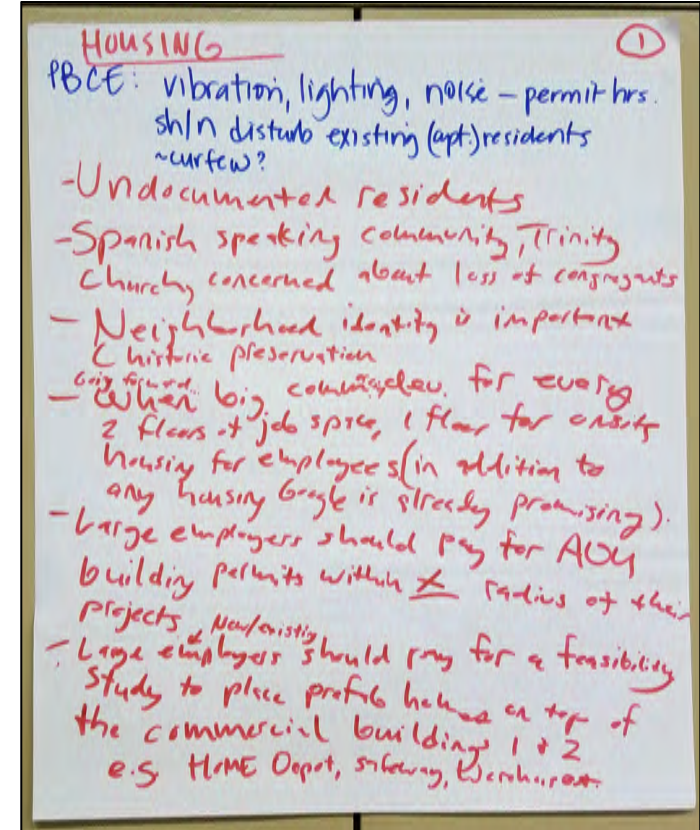 HOUSING ①
PBCE: vibration, lighting, noise - permit hrs.
sh/n disturb existing (apt.) residents
~curfew?
-Undocumented residents
-Spanish speaking community, Trinity
Church, concerned about loss of congregants
- Neighborhood identity is important
historic preservation
Going forward
- When big comm. dev. for every
2 floors of job space, 1 floor for onsite
housing for employees (in addition to
any housing Google is already promising).
- Large employers should pay for ADU
building permits within X radius of their
projects
& New/existing
- Large employers should pay for a feasibility
study to place prefab homes on top of
the commercial buildings 1 + 2
e.g. HOME Depot, safeway,